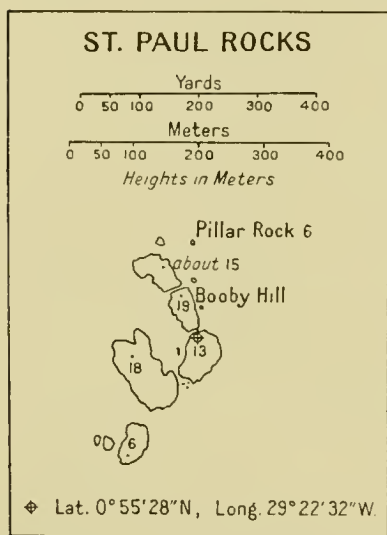 ST. PAUL ROCKS
Yards
0 50 100 200 300 400
Meters
0 50 100 200 300 400
Heights in Meters
Pillar Rock 6
about 15
19 Booby Hill
13
18
6
Lat. 0°55'28"N, Long. 29°22'32"W.